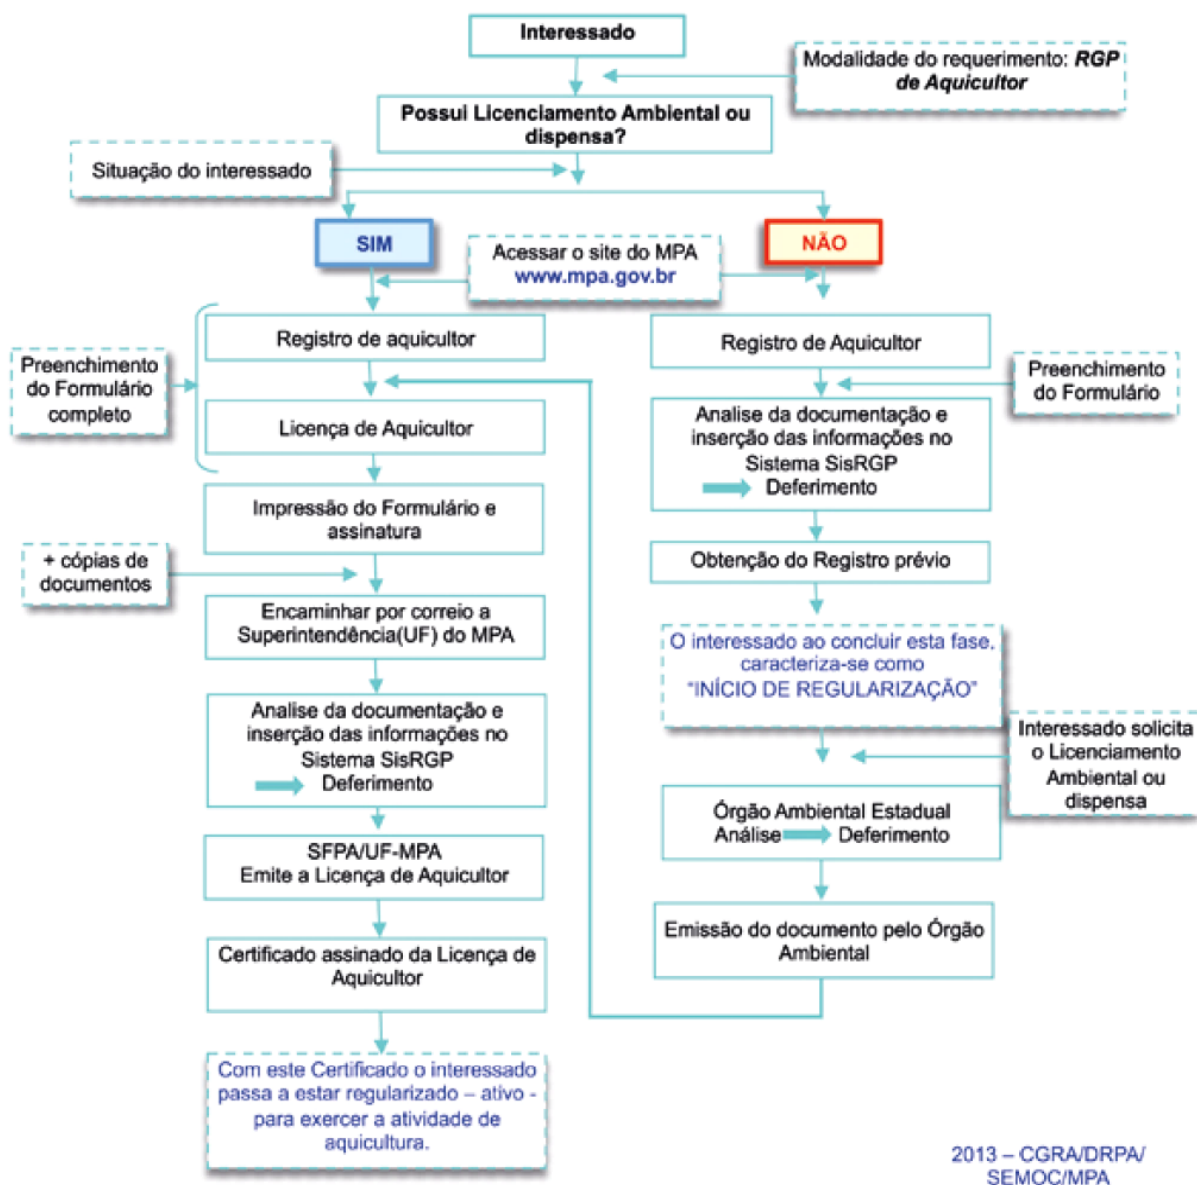 Interessado
Modalidade do requerimento: RGP
de Aquicultor
Possui Licenciamento Ambiental ou
dispensa?
Situação do interessado
SIM
NÃO
Acessar o site do MPA
www.mpa.gov.br
Registro de aquicultor
Preenchimento
do Formulário
completo
Licença de Aquicultor
Impressão do Formulário e
assinatura
+ cópias de
documentos
Encaminhar por correio a
Superintendência(UF) do MPA
Analise da documentação e
inserção das informações no
Sistema SisRGP
Deferimento
SFPA/UF-MPA
Emite a Licença de Aquicultor
Certificado assinado da Licença de
Aquicultor
Com este Certificado o interessado
passa a estar regularizado – ativo -
para exercer a atividade de
aquicultura.
Registro de Aquicultor
Preenchimento
do Formulário
Analise da documentação e
inserção das informações no
Sistema SisRGP
Deferimento
Obtenção do Registro prévio
O interessado ao concluir esta fase,
caracteriza-se como
“INÍCIO DE REGULARIZAÇÃO”
Interessado solicita
o Licenciamento
Ambiental ou
dispensa
Órgão Ambiental Estadual
Análise Deferimento
Emissão do documento pelo Órgão
Ambiental
2013 – CGRA/DRPA/
SEMOC/MPA